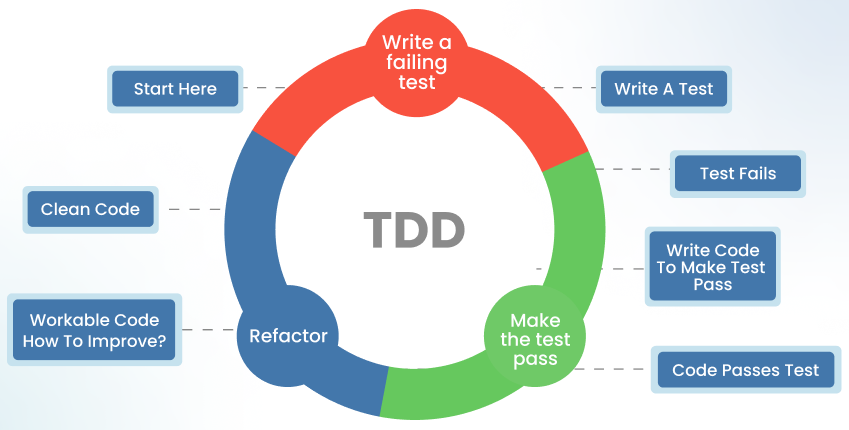 Write a
failing
test
Start Here
Write A Test
Test Fails
Clean Code
TDD
Write Code
To Make Test
Pass
Workable Code
How To Improve?
Refactor
Make
the test
pass
Code Passes Test